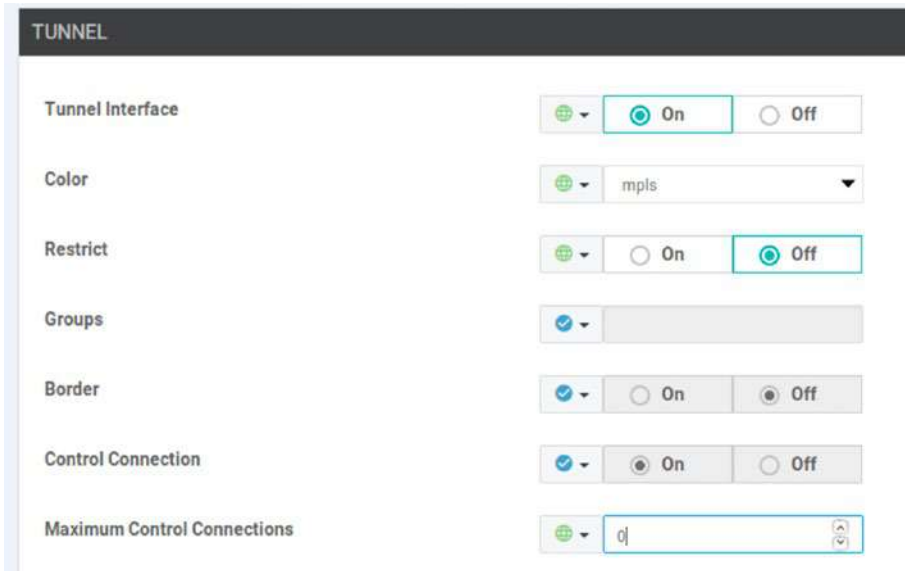 TUNNEL
Tunnel Interface On Off
Color mpls
Restrict On Off
Groups
Border On Off
Control Connection On Off
Maximum Control Connections 0